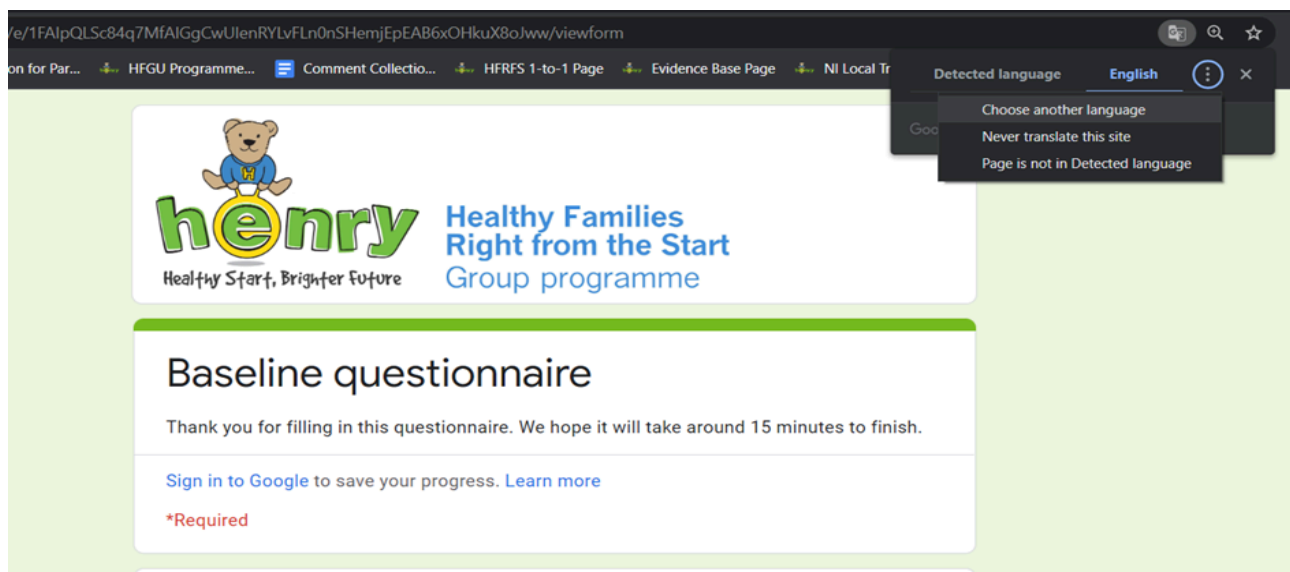 /e/1FAIpQLSc84q7MfAIGgCwUIenRYLvFLn0nSHemjEpEAB6xOHkuX8oJww/viewform
on for Par... HFGU Programme... Comment Collectio... HFRFS 1-to-1 Page Evidence Base Page NI Local Tr
Detected language English
Choose another language
Goo
Never translate this site
Page is not in Detected language
H
henry
Healthy Start, Brighter Future
Healthy Families
Right from the Start
Group programme
Baseline questionnaire
Thank you for filling in this questionnaire. We hope it will take around 15 minutes to finish.
Sign in to Google to save your progress. Learn more
*Required